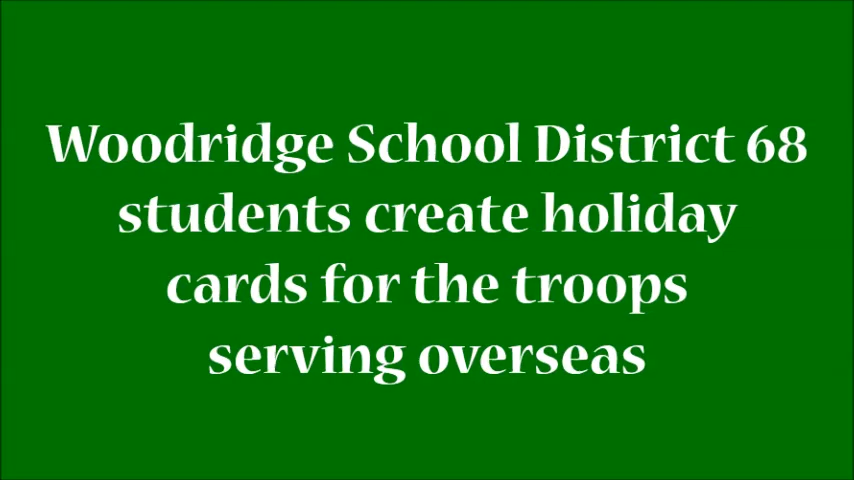 Woodridge School District 68
students create holiday
cards for the troops
serving overseas